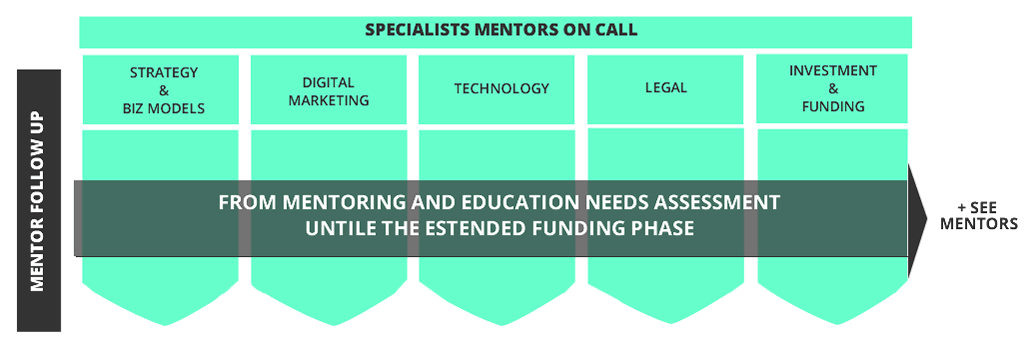 SPECIALISTS MENTORS ON CALL
STRATEGY
&
BIZ MODELS
DIGITAL
MARKETING
TECHNOLOGY
LEGAL
INVESTMENT
&
FUNDING
MENTOR FOLLOW UP
FROM MENTORING AND EDUCATION NEEDS ASSESSMENT
UNTILE THE ESTENDED FUNDING PHASE
+ SEE
MENTORS